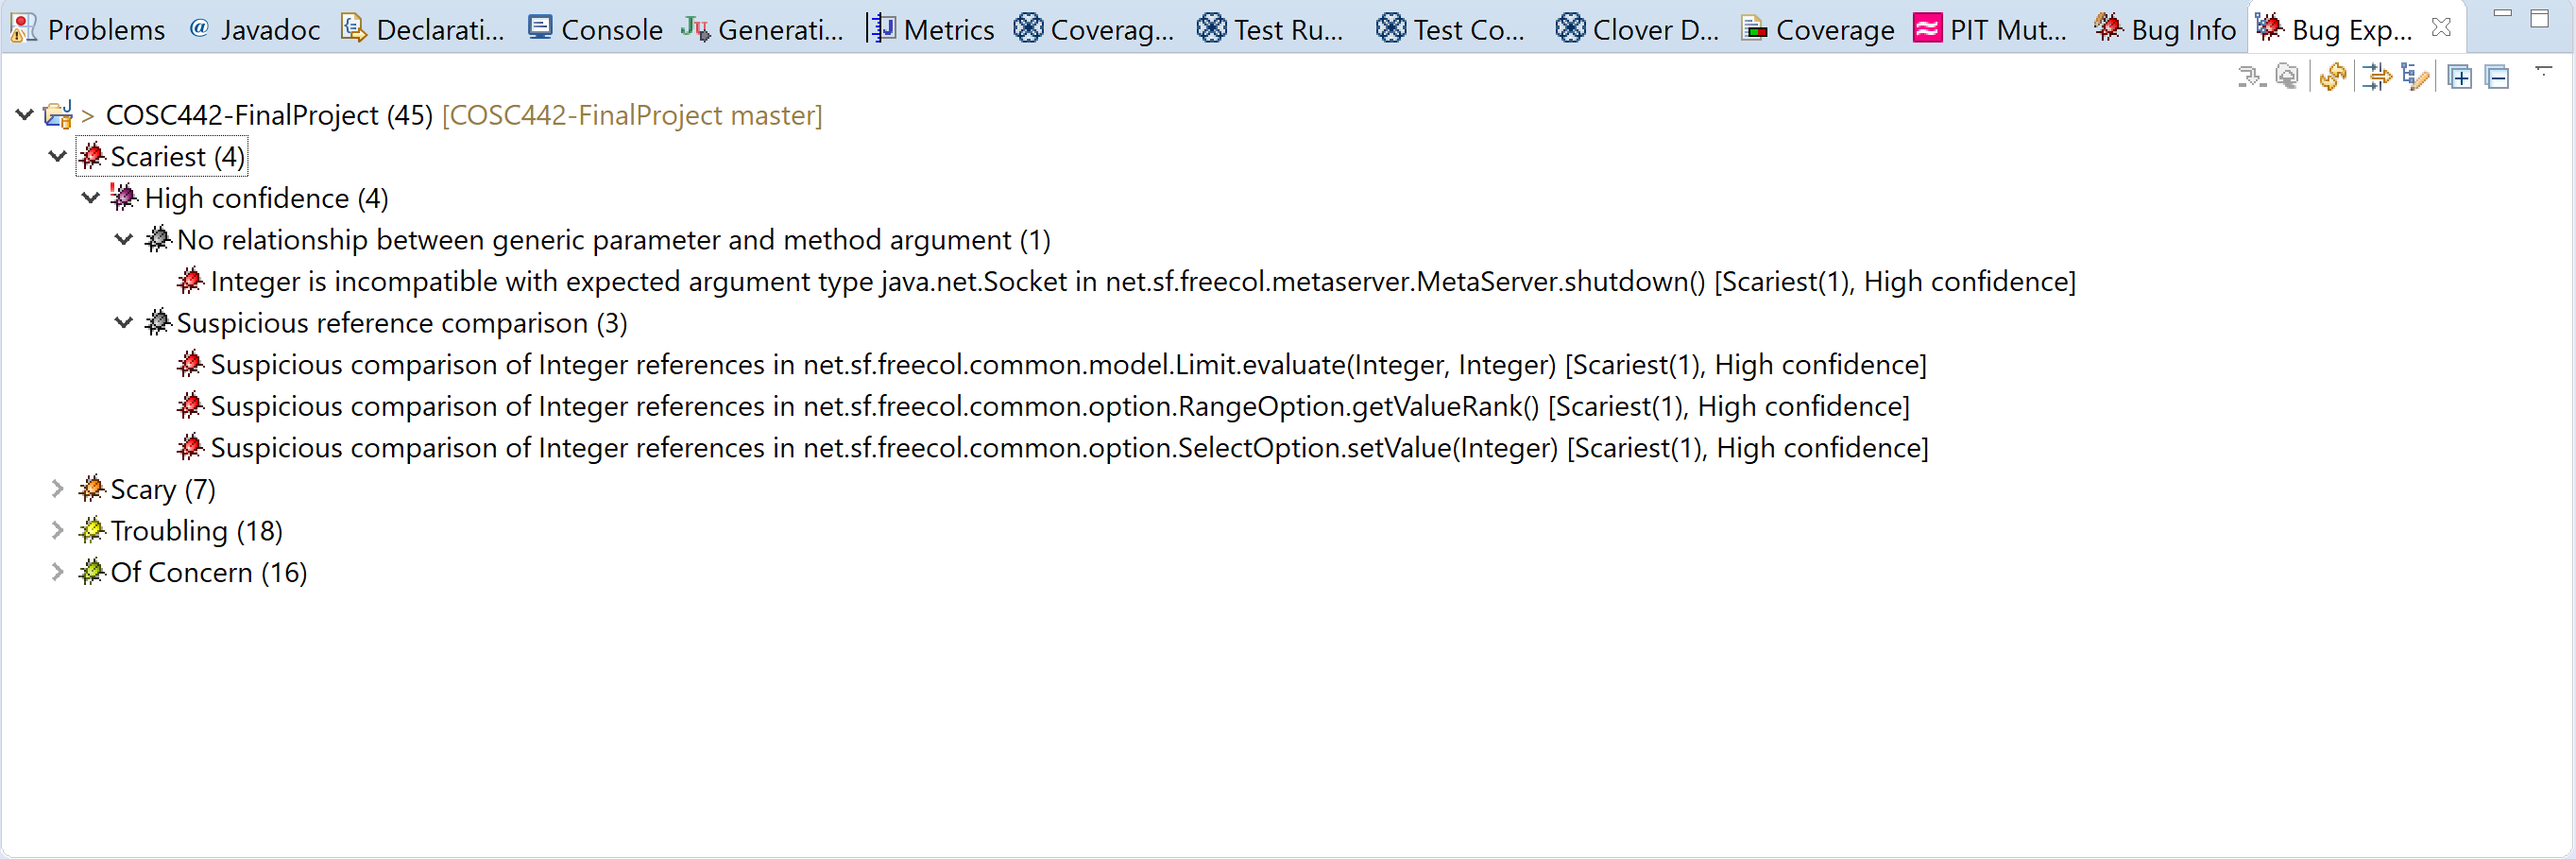 Problems @ Javadoc Declarati... Console Generati... Metrics Coverag... Test Ru... Test Co... Clover D... Coverage PIT Mut... Bug Info Bug Exp...
> COSC442-FinalProject (45) [COSC442-FinalProject master]
Scariest (4)
High confidence (4)
No relationship between generic parameter and method argument (1)
Integer is incompatible with expected argument type java.net.Socket in net.sf.freecol.metaserver.MetaServer.shutdown() [Scariest(1), High confidence]
Suspicious reference comparison (3)
Suspicious comparison of Integer references in net.sf.freecol.common.model.Limit.evaluate(Integer, Integer) [Scariest(1), High confidence]
Suspicious comparison of Integer references in net.sf.freecol.common.option.RangeOption.getValueRank() [Scariest(1), High confidence]
Suspicious comparison of Integer references in net.sf.freecol.common.option.SelectOption.setValue(Integer) [Scariest(1), High confidence]
Scary (7)
Troubling (18)
Of Concern (16)